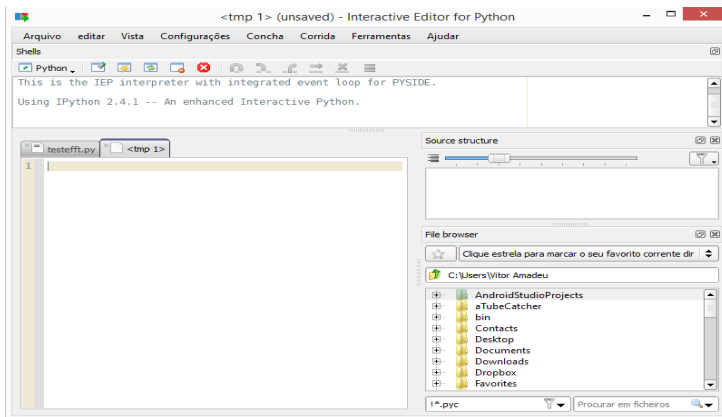 <tmp 1> (unsaved) - Interactive Editor for Python
Arquivo editar Vista Configurações Concha Corrida Ferramentas Ajudar
Shells
Python
This is the IEP interpreter with integrated event loop for PYSIDE.
Using IPython 2.4.1 -- An enhanced Interactive Python.
testefft.py <tmp 1>
1
Source structure
File browser
Clique estrela para marcar o seu favorito corrente dir
C:\Users\Vitor Amadeu
AndroidStudioProjects
aTubeCatcher
bin
Contacts
Desktop
Documents
Downloads
Dropbox
Favorites
!*.pyc Procurar em ficheiros